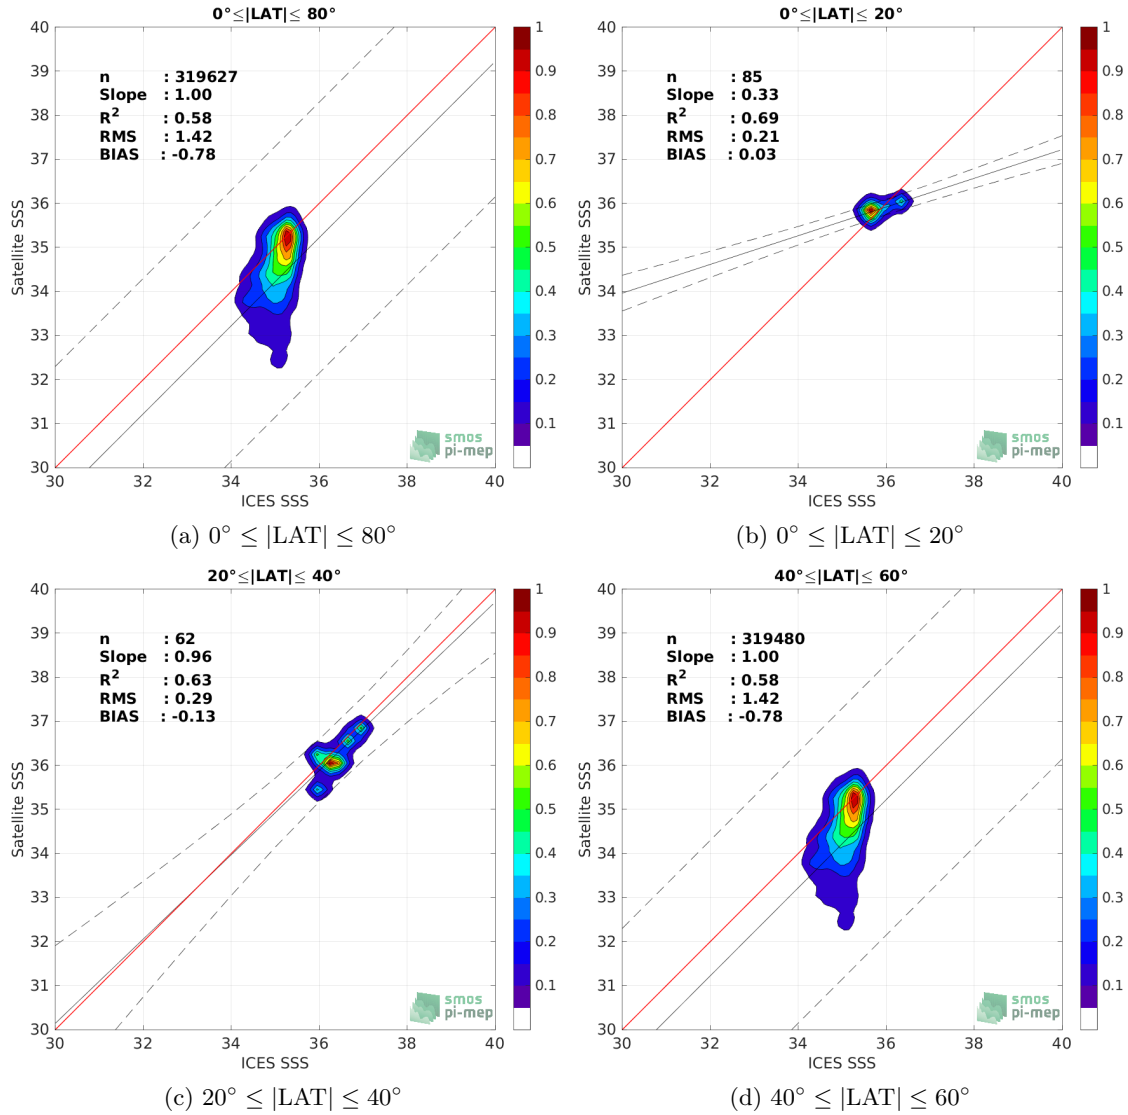 0°≤|LAT|≤ 80°
n : 319627
Slope : 1.00
R² : 0.58
RMS : 1.42
BIAS : -0.78
Satellite SSS
40
39
38
37
36
35
34
33
32
31
30
30
32
34
36
38
40
ICES SSS
1
0.9
0.8
0.7
0.6
0.5
0.4
0.3
0.2
0.1
smos
pi-mep
(a) 0° ≤ |LAT| ≤ 80°
0°≤|LAT|≤ 20°
n : 85
Slope : 0.33
R² : 0.69
RMS : 0.21
BIAS : 0.03
Satellite SSS
40
39
38
37
36
35
34
33
32
31
30
30
32
34
36
38
40
ICES SSS
1
0.9
0.8
0.7
0.6
0.5
0.4
0.3
0.2
0.1
smos
pi-mep
(b) 0° ≤ |LAT| ≤ 20°
20°≤|LAT|≤ 40°
n : 62
Slope : 0.96
R² : 0.63
RMS : 0.29
BIAS : -0.13
Satellite SSS
40
39
38
37
36
35
34
33
32
31
30
30
32
34
36
38
40
ICES SSS
1
0.9
0.8
0.7
0.6
0.5
0.4
0.3
0.2
0.1
smos
pi-mep
(c) 20° ≤ |LAT| ≤ 40°
40°≤|LAT|≤ 60°
n : 319480
Slope : 1.00
R² : 0.58
RMS : 1.42
BIAS : -0.78
Satellite SSS
40
39
38
37
36
35
34
33
32
31
30
30
32
34
36
38
40
ICES SSS
1
0.9
0.8
0.7
0.6
0.5
0.4
0.3
0.2
0.1
smos
pi-mep
(d) 40° ≤ |LAT| ≤ 60°